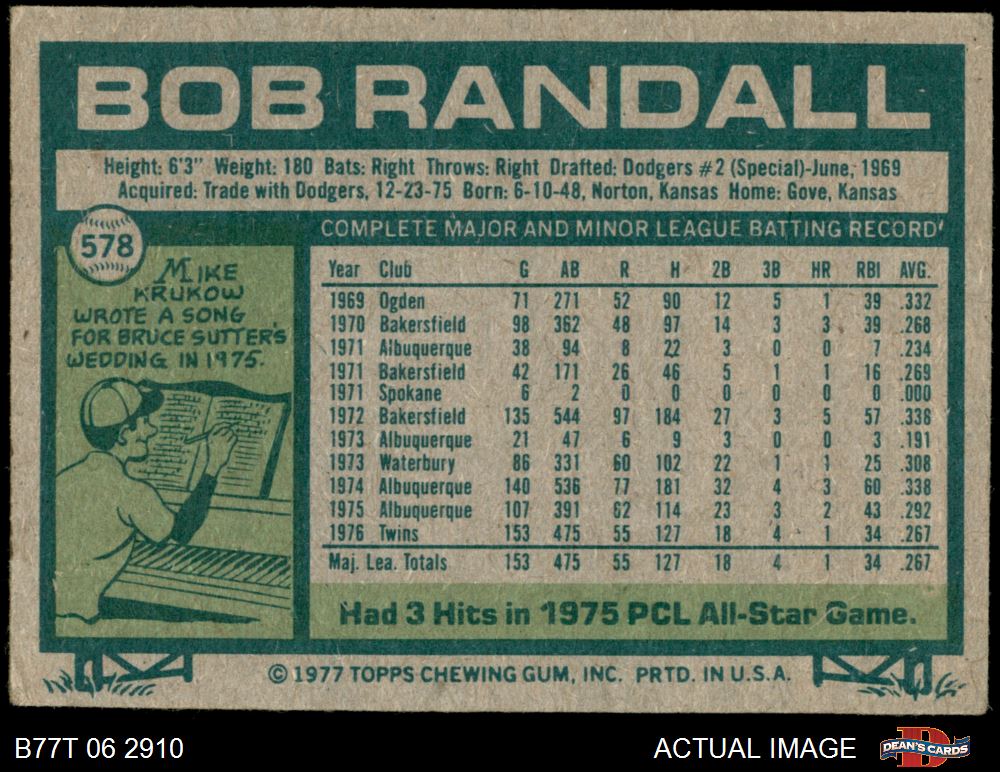 BOB RANDALL
Height: 6'3" Weight: 180 Bats: Right Throws: Right Drafted: Dodgers #2 (Special)-June, 1969
Acquired: Trade with Dodgers, 12-23-75 Born: 6-10-48, Norton, Kansas Home: Gove, Kansas
578
MIKE
KRUKOW
WROTE A SONG
FOR BRUCE SUTTER'S
WEDDING IN 1975.
COMPLETE MAJOR AND MINOR LEAGUE BATTING RECORD
Year Club G AB R H 2B 3B HR RBI AVG.
1969 Ogden 71 271 52 90 12 5 1 39 .332
1970 Bakersfield 98 362 48 97 14 3 3 39 .268
1971 Albuquerque 38 94 8 22 3 0 0 7 .234
1971 Bakersfield 42 171 26 46 5 1 1 16 .269
1971 Spokane 6 2 0 0 0 0 0 0 .000
1972 Bakersfield 135 544 97 184 27 3 5 57 .338
1973 Albuquerque 21 47 6 9 3 0 0 3 .191
1973 Waterbury 86 331 60 102 22 1 1 25 .308
1974 Albuquerque 140 536 77 181 32 4 3 60 .338
1975 Albuquerque 107 391 62 114 23 3 2 43 .292
1976 Twins 153 475 55 127 18 4 1 34 .267
Maj. Lea. Totals 153 475 55 127 18 4 1 34 .267
Had 3 Hits in 1975 PCL All-Star Game.
© 1977 TOPPS CHEWING GUM, INC. PRTD. IN U.S.A.
B77T 06 2910
ACTUAL IMAGE
D
DEAN'S CARDS